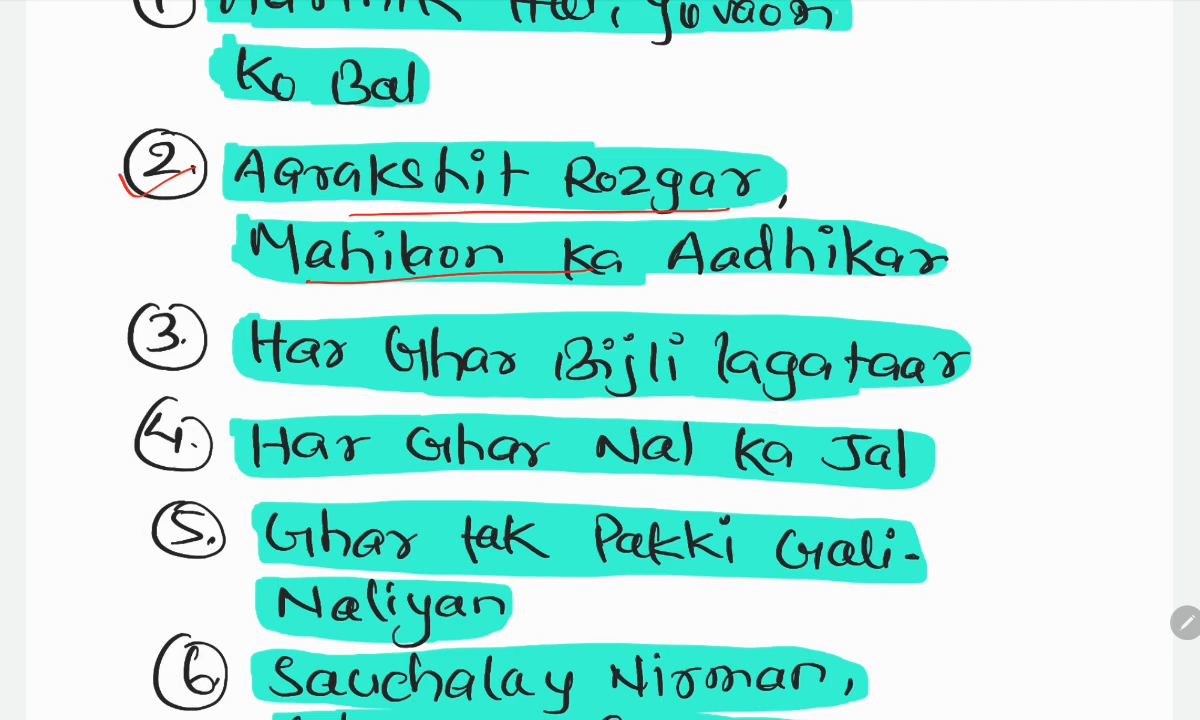 Ko Bal
2. AGrakshit Rozgar,
Mahilaon Ka Aadhikar
3. Har Ghar Bijli lagataar
4. Har Ghar Nal Ka Jal
5. Ghar tak Pakki Gali-
Naliyan
6 Sauchalay Nirman,